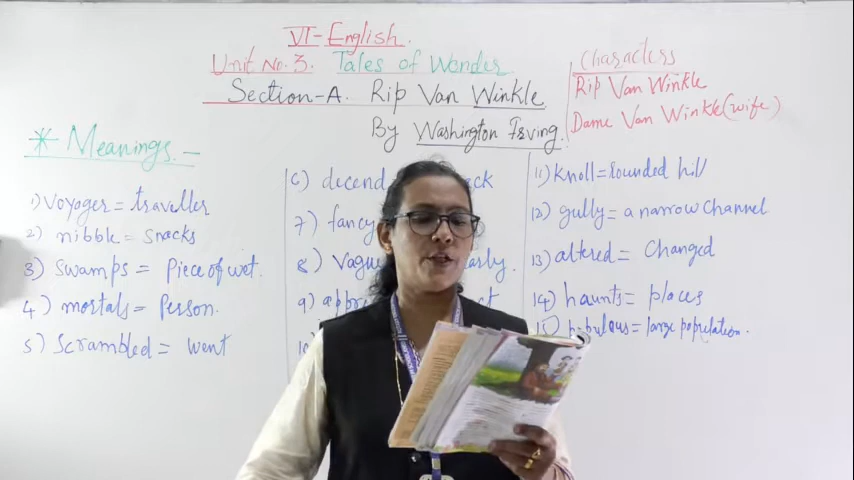 VI-English.
Unit No. 3. Tales of Wonder
Section-A. Rip Van Winkle
By Washington Irving.
Characters
Rip Van Winkle
Dame Van Winkle (wife)
* Meanings. -
1) Voyoger = traveller
2) nibble = snacks
3) swamps = Piece of wet.
4) mortals = Person.
5) Scrambled = went
6) decend
7) fancy
8)
9)
11) Knoll = rounded hill
12) gully = a narrow channel
13) altered = Changed
14) haunts = places
15) populous = large population.